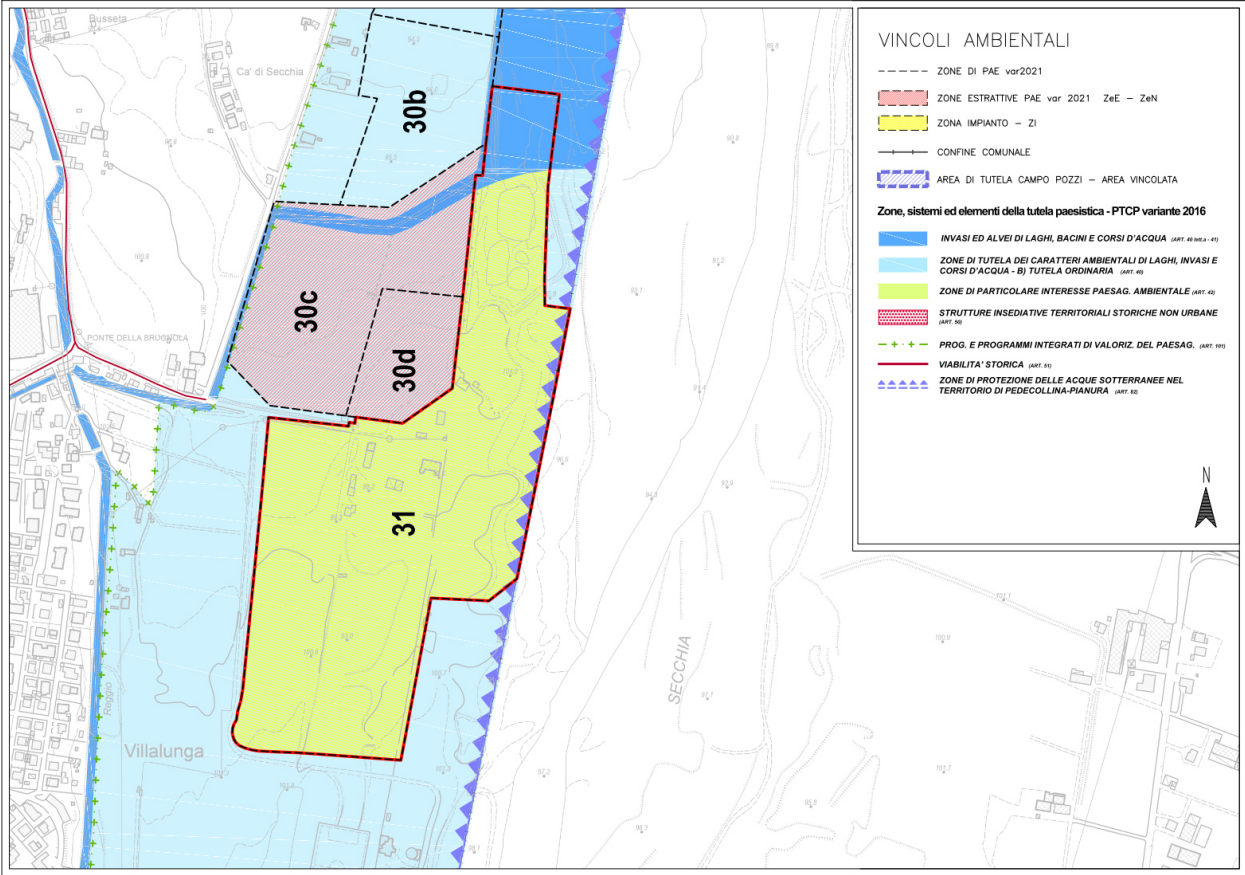 Busseta
Ca' di Secchia
30b
30c
30d
31
PONTE DELLA BRUGNOLA
Reggio
Villalunga
SECCHIA
VINCOLI AMBIENTALI
ZONE DI PAE var2021
ZONE ESTRATTIVE PAE var 2021 ZeE - ZeN
ZONA IMPIANTO - ZI
CONFINE COMUNALE
AREA DI TUTELA CAMPO POZZI - AREA VINCOLATA
Zone, sistemi ed elementi della tutela paesistica - PTCP variante 2016
INVASI ED ALVEI DI LAGHI, BACINI E CORSI D'ACQUA (ART. 40 lett.a - 41)
ZONE DI TUTELA DEI CARATTERI AMBIENTALI DI LAGHI, INVASI E
CORSI D'ACQUA - B) TUTELA ORDINARIA (ART. 40)
ZONE DI PARTICOLARE INTERESSE PAESAG. AMBIENTALE (ART. 42)
STRUTTURE INSEDIATIVE TERRITORIALI STORICHE NON URBANE
(ART. 50)
PROG. E PROGRAMMI INTEGRATI DI VALORIZ. DEL PAESAG. (ART. 101)
VIABILITA' STORICA (ART. 51)
ZONE DI PROTEZIONE DELLE ACQUE SOTTERRANEE NEL
TERRITORIO DI PEDECOLLINA-PIANURA (ART. 82)
N